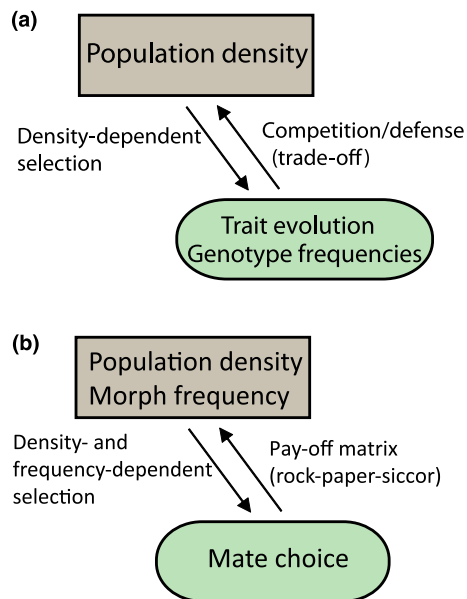 (a)
Population density
Density-dependent
selection
Competition/defense
(trade-off)
Trait evolution
Genotype frequencies
(b)
Population density
Morph frequency
Density- and
frequency-dependent
selection
Pay-off matrix
(rock-paper-siccor)
Mate choice